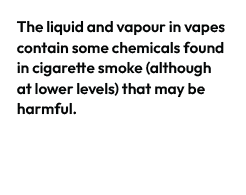 The liquid and vapour in vapes
contain some chemicals found
in cigarette smoke (although
at lower levels) that may be
harmful.